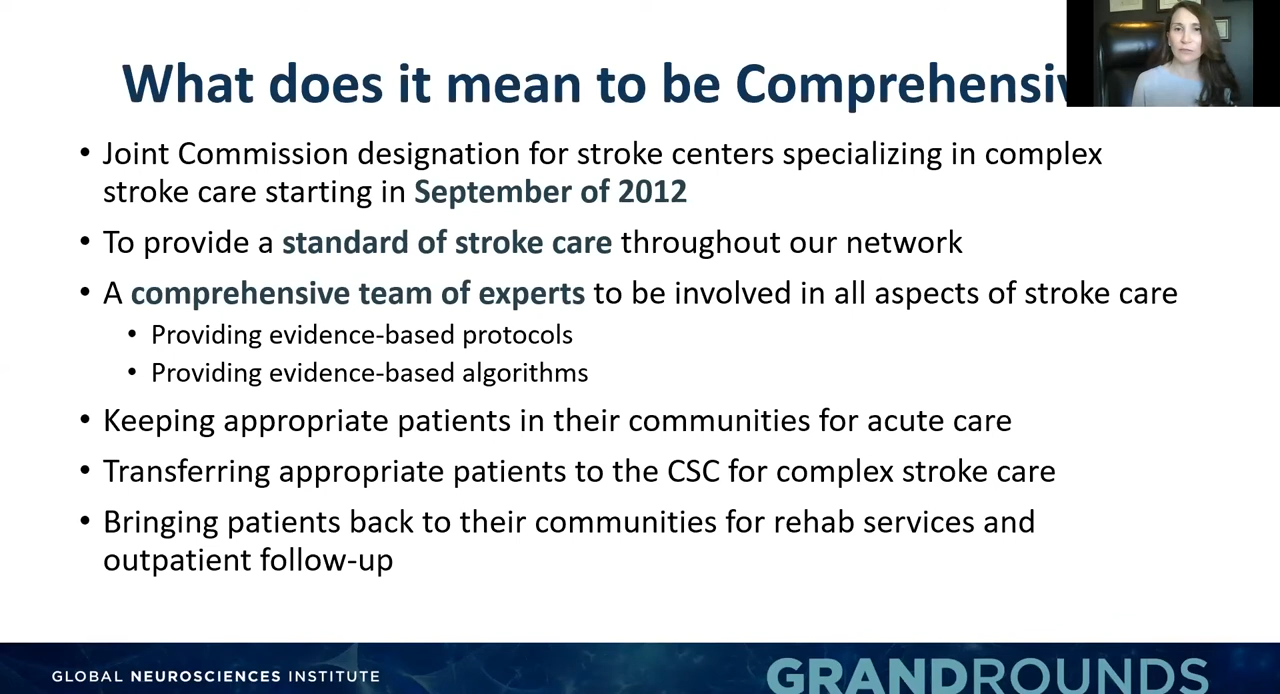 What does it mean to be Comprehensiv
• Joint Commission designation for stroke centers specializing in complex
stroke care starting in September of 2012
• To provide a standard of stroke care throughout our network
• A comprehensive team of experts to be involved in all aspects of stroke care
• Providing evidence-based protocols
• Providing evidence-based algorithms
• Keeping appropriate patients in their communities for acute care
• Transferring appropriate patients to the CSC for complex stroke care
• Bringing patients back to their communities for rehab services and
outpatient follow-up
GLOBAL NEUROSCIENCES INSTITUTE
GRANDROUNDS